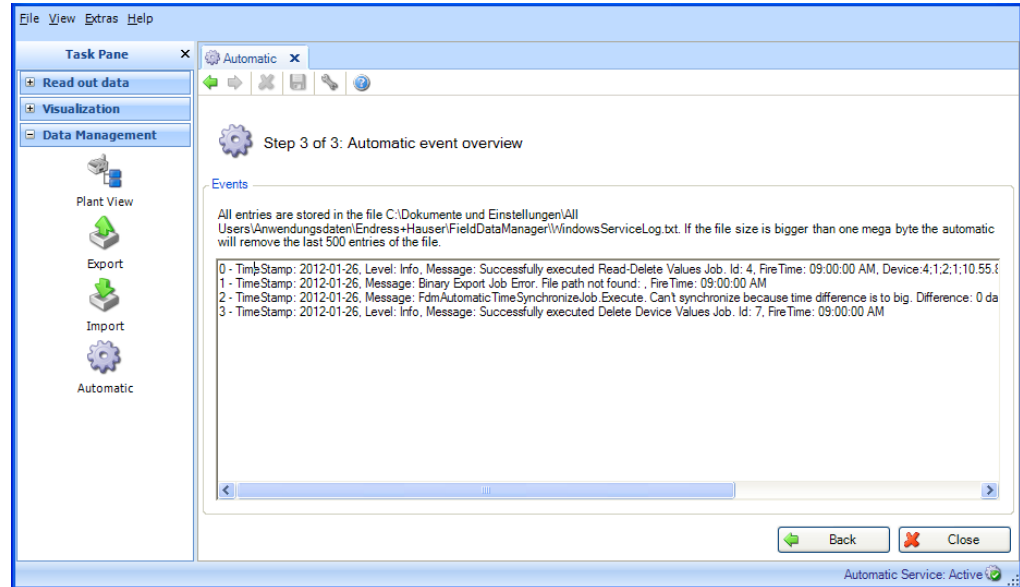 File View Extras Help
Task Pane
Automatic
Read out data
Visualization
Data Management
Plant View
Export
Import
Automatic
Step 3 of 3: Automatic event overview
Events
All entries are stored in the file C:\Dokumente und Einstellungen\All
Users\Anwendungsdaten\Endress+Hauser\FieldDataManager\WindowsServiceLog.txt. If the file size is bigger than one mega byte the automatic
will remove the last 500 entries of the file.
0 - TimeStamp: 2012-01-26, Level: Info, Message: Successfully executed Read-Delete Values Job. Id: 4, FireTime: 09:00:00 AM, Device:4;1;2;1;10.55.8
1 - TimeStamp: 2012-01-26, Message: Binary Export Job Error. File path not found: , FireTime: 09:00:00 AM
2 - TimeStamp: 2012-01-26, Message: FdmAutomaticTimeSynchronizeJob.Execute. Can't synchronize because time difference is to big. Difference: 0 da
3 - TimeStamp: 2012-01-26, Level: Info, Message: Successfully executed Delete Device Values Job. Id: 7, FireTime: 09:00:00 AM
Back
Close
Automatic Service: Active